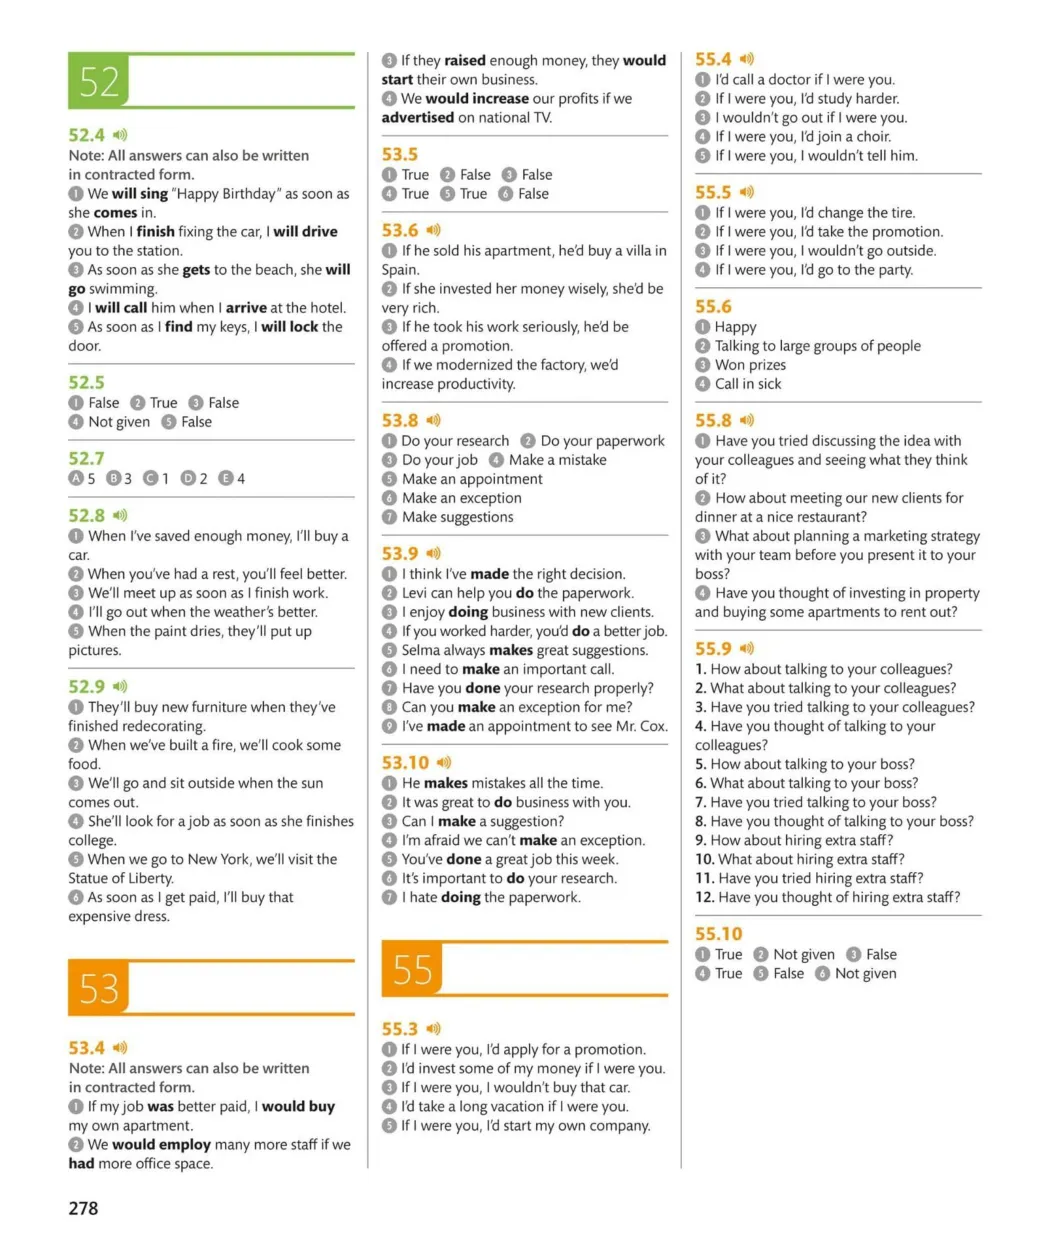 52
52.4
Note: All answers can also be written
in contracted form.
1 We will sing “Happy Birthday” as soon as
she comes in.
2 When I finish fixing the car, I will drive
you to the station.
3 As soon as she gets to the beach, she will
go swimming.
4 I will call him when I arrive at the hotel.
5 As soon as I find my keys, I will lock the
door.
52.5
1 False 2 True 3 False
4 Not given 5 False
52.7
A 5 B 3 C 1 D 2 E 4
52.8
1 When I’ve saved enough money, I’ll buy a
car.
2 When you’ve had a rest, you’ll feel better.
3 We’ll meet up as soon as I finish work.
4 I’ll go out when the weather’s better.
5 When the paint dries, they’ll put up
pictures.
52.9
1 They’ll buy new furniture when they’ve
finished redecorating.
2 When we’ve built a fire, we’ll cook some
food.
3 We’ll go and sit outside when the sun
comes out.
4 She’ll look for a job as soon as she finishes
college.
5 When we go to New York, we’ll visit the
Statue of Liberty.
6 As soon as I get paid, I’ll buy that
expensive dress.
53
53.4
Note: All answers can also be written
in contracted form.
1 If my job was better paid, I would buy
my own apartment.
2 We would employ many more staff if we
had more office space.
3 If they raised enough money, they would
start their own business.
4 We would increase our profits if we
advertised on national TV.
53.5
1 True 2 False 3 False
4 True 5 True 6 False
53.6
1 If he sold his apartment, he’d buy a villa in
Spain.
2 If she invested her money wisely, she’d be
very rich.
3 If he took his work seriously, he’d be
offered a promotion.
4 If we modernized the factory, we’d
increase productivity.
53.8
1 Do your research 2 Do your paperwork
3 Do your job 4 Make a mistake
5 Make an appointment
6 Make an exception
7 Make suggestions
53.9
1 I think I’ve made the right decision.
2 Levi can help you do the paperwork.
3 I enjoy doing business with new clients.
4 If you worked harder, you’d do a better job.
5 Selma always makes great suggestions.
6 I need to make an important call.
7 Have you done your research properly?
8 Can you make an exception for me?
9 I’ve made an appointment to see Mr. Cox.
53.10
1 He makes mistakes all the time.
2 It was great to do business with you.
3 Can I make a suggestion?
4 I’m afraid we can’t make an exception.
5 You’ve done a great job this week.
6 It’s important to do your research.
7 I hate doing the paperwork.
55
55.3
1 If I were you, I’d apply for a promotion.
2 I’d invest some of my money if I were you.
3 If I were you, I wouldn’t buy that car.
4 I’d take a long vacation if I were you.
5 If I were you, I’d start my own company.
55.4
1 I’d call a doctor if I were you.
2 If I were you, I’d study harder.
3 I wouldn’t go out if I were you.
4 If I were you, I’d join a choir.
5 If I were you, I wouldn’t tell him.
55.5
1 If I were you, I’d change the tire.
2 If I were you, I’d take the promotion.
3 If I were you, I wouldn’t go outside.
4 If I were you, I’d go to the party.
55.6
1 Happy
2 Talking to large groups of people
3 Won prizes
4 Call in sick
55.8
1 Have you tried discussing the idea with
your colleagues and seeing what they think
of it?
2 How about meeting our new clients for
dinner at a nice restaurant?
3 What about planning a marketing strategy
with your team before you present it to your
boss?
4 Have you thought of investing in property
and buying some apartments to rent out?
55.9
1. How about talking to your colleagues?
2. What about talking to your colleagues?
3. Have you tried talking to your colleagues?
4. Have you thought of talking to your
colleagues?
5. How about talking to your boss?
6. What about talking to your boss?
7. Have you tried talking to your boss?
8. Have you thought of talking to your boss?
9. How about hiring extra staff?
10. What about hiring extra staff?
11. Have you tried hiring extra staff?
12. Have you thought of hiring extra staff?
55.10
1 True 2 Not given 3 False
4 True 5 False 6 Not given
278